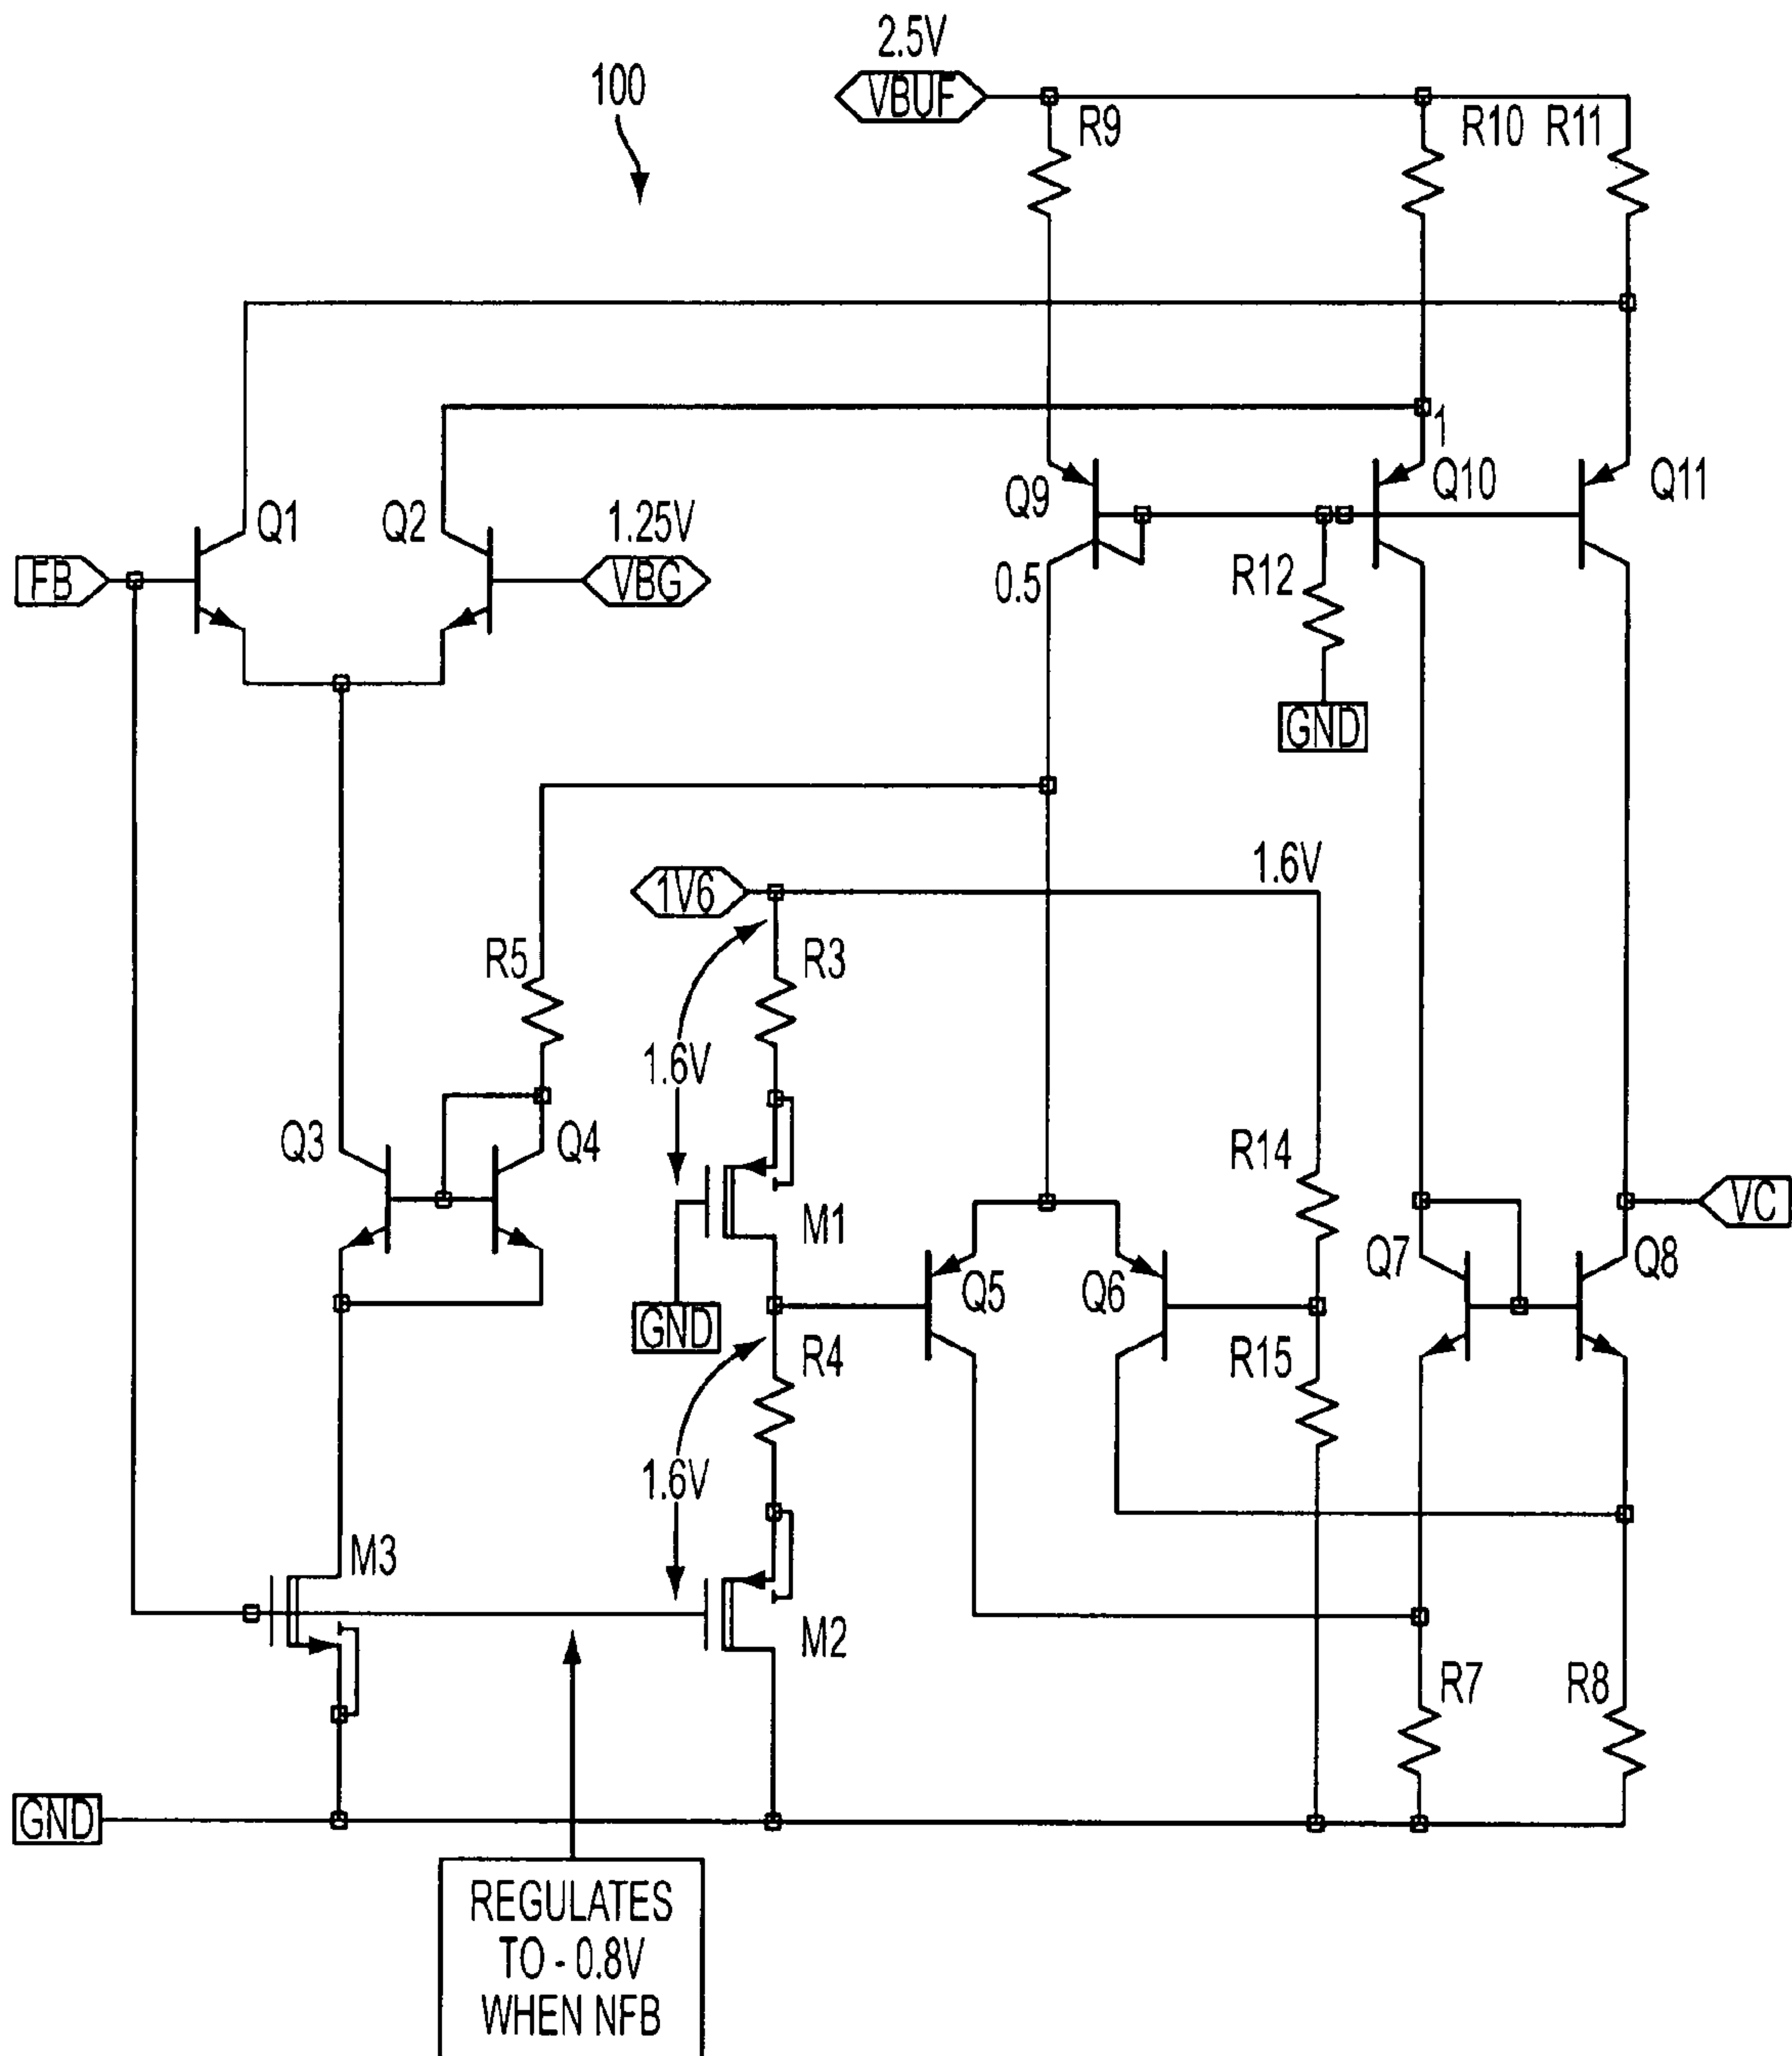 2.5V
100
VBUF
R9
R10
R11
1
Q1
Q2
1.25V
Q9
Q10
Q11
FB
VBG
0.5
R12
GND
1V6
1.6V
R5
R3
1.6V
Q3
Q4
R14
M1
VC
Q5
Q6
Q7
Q8
GND
R4
R15
1.6V
M3
M2
R7
R8
GND
REGULATES
TO - 0.8V
WHEN NFB